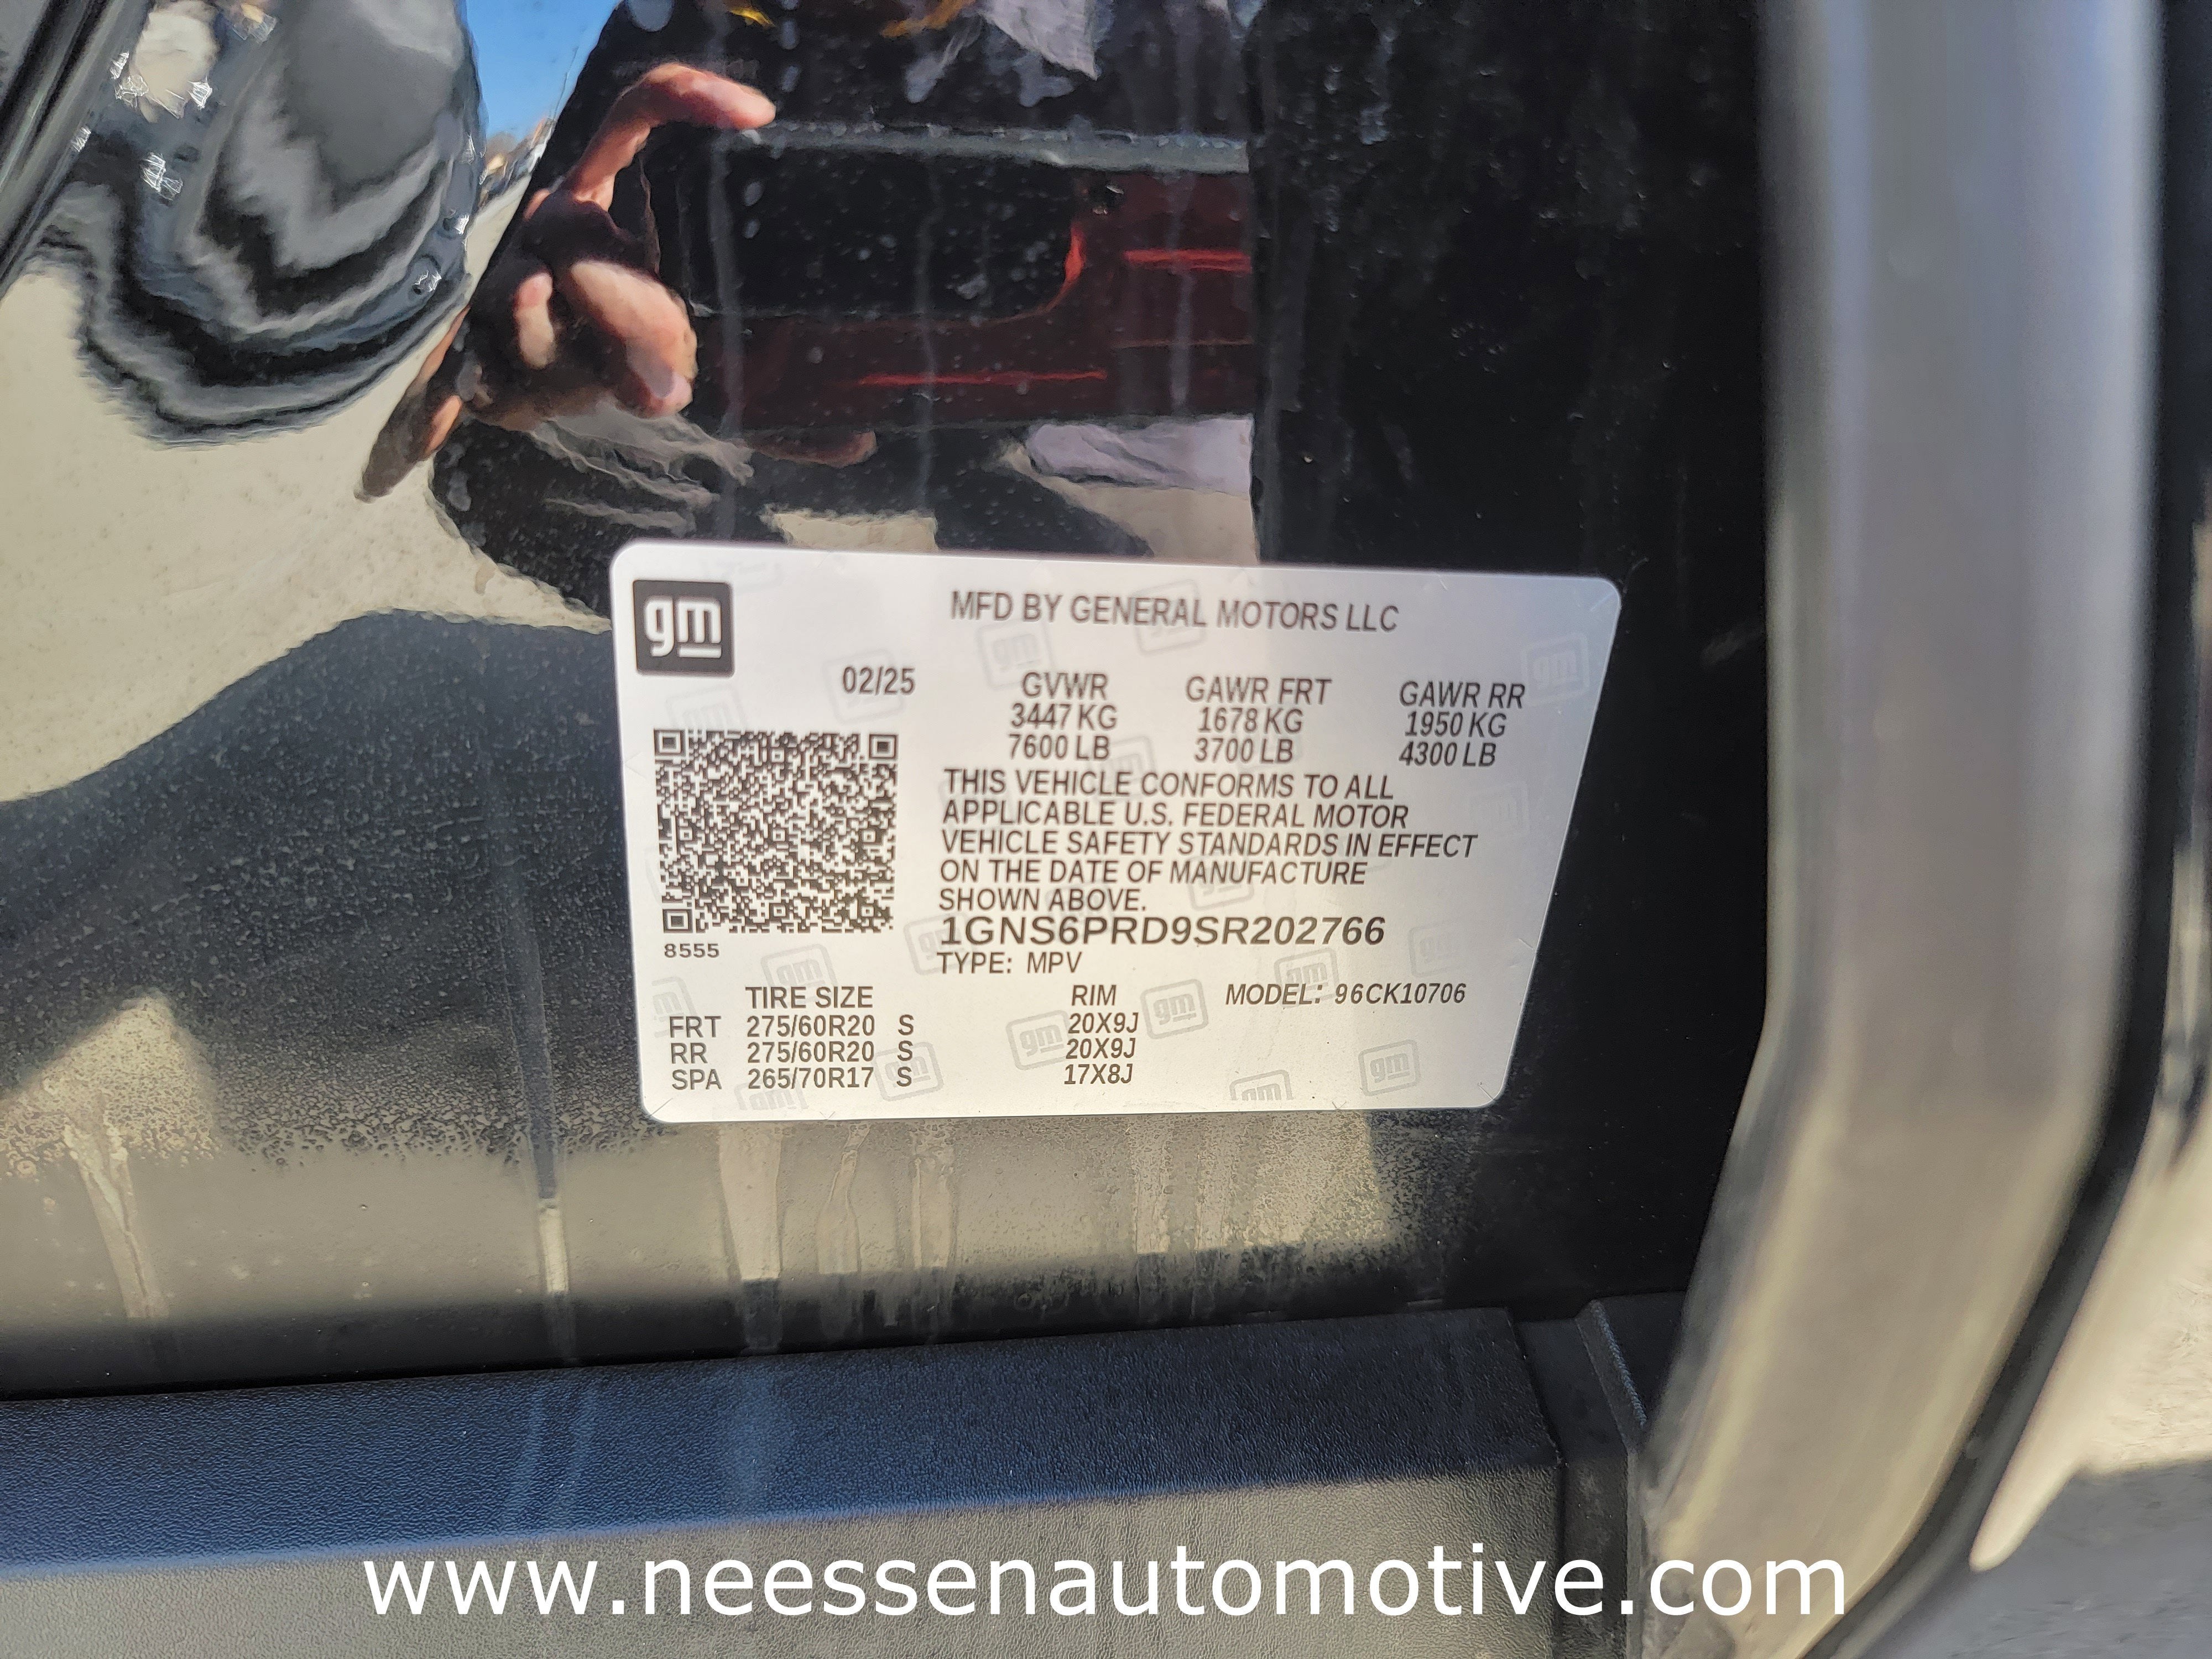 gm
MFD BY GENERAL MOTORS LLC
02/25
GVWR GAWR FRT GAWR RR
3447 KG 1678 KG 1950 KG
7600 LB 3700 LB 4300 LB
THIS VEHICLE CONFORMS TO ALL
APPLICABLE U.S. FEDERAL MOTOR
VEHICLE SAFETY STANDARDS IN EFFECT
ON THE DATE OF MANUFACTURE
SHOWN ABOVE.
1GNS6PRD9SR202766
8555
TYPE: MPV
TIRE SIZE RIM MODEL: 96CK10706
FRT 275/60R20 S 20X9J
RR 275/60R20 S 20X9J
SPA 265/70R17 S 17X8J
www.neessenautomotive.com